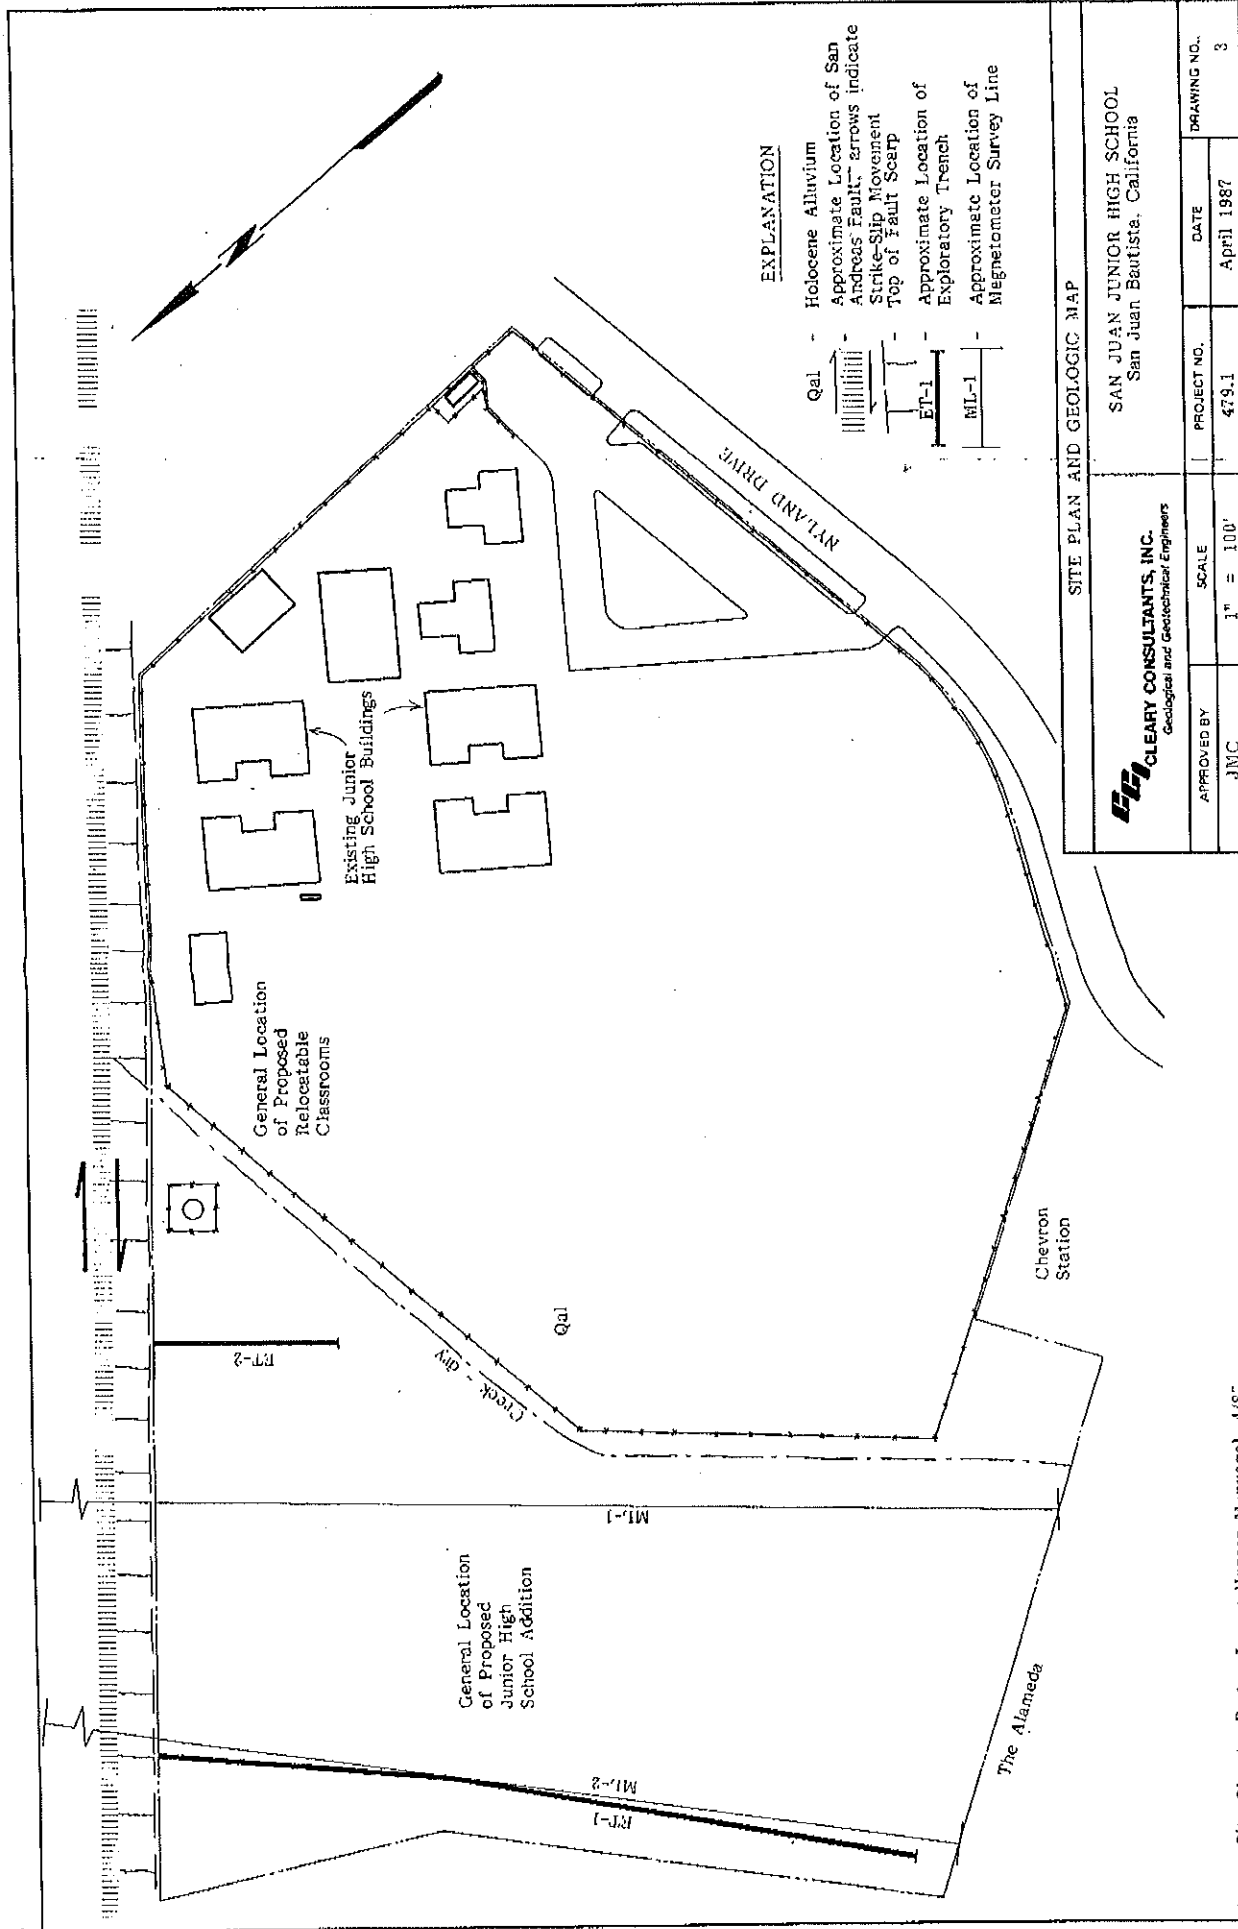 EXPLANATION
Qal - Holocene Alluvium
- Approximate Location of San
Andreas Fault, arrows indicate
Strike-Slip Movement
- Top of Fault Scarp
ET-1 - Approximate Location of
Exploratory Trench
ML-1 - Approximate Location of
Megnetometer Survey Line
NYLAND DRIVE
Existing Junior
High School Buildings
General Location
of Proposed
Relocatable
Classrooms
ET-2
Creek - dry
Qal
Chevron
Station
ML-1
General Location
of Proposed
Junior High
School Addition
ML-2
ET-1
The Alameda
SITE PLAN AND GEOLOGIC MAP
CLEARY CONSULTANTS, INC.
Geological and Geotechnical Engineers
SAN JUAN JUNIOR HIGH SCHOOL
San Juan Bautista, California
APPROVED BY
SCALE
PROJECT NO.
DATE
DRAWING NO.
JMC
1" = 100'
479.1
April 1987
3